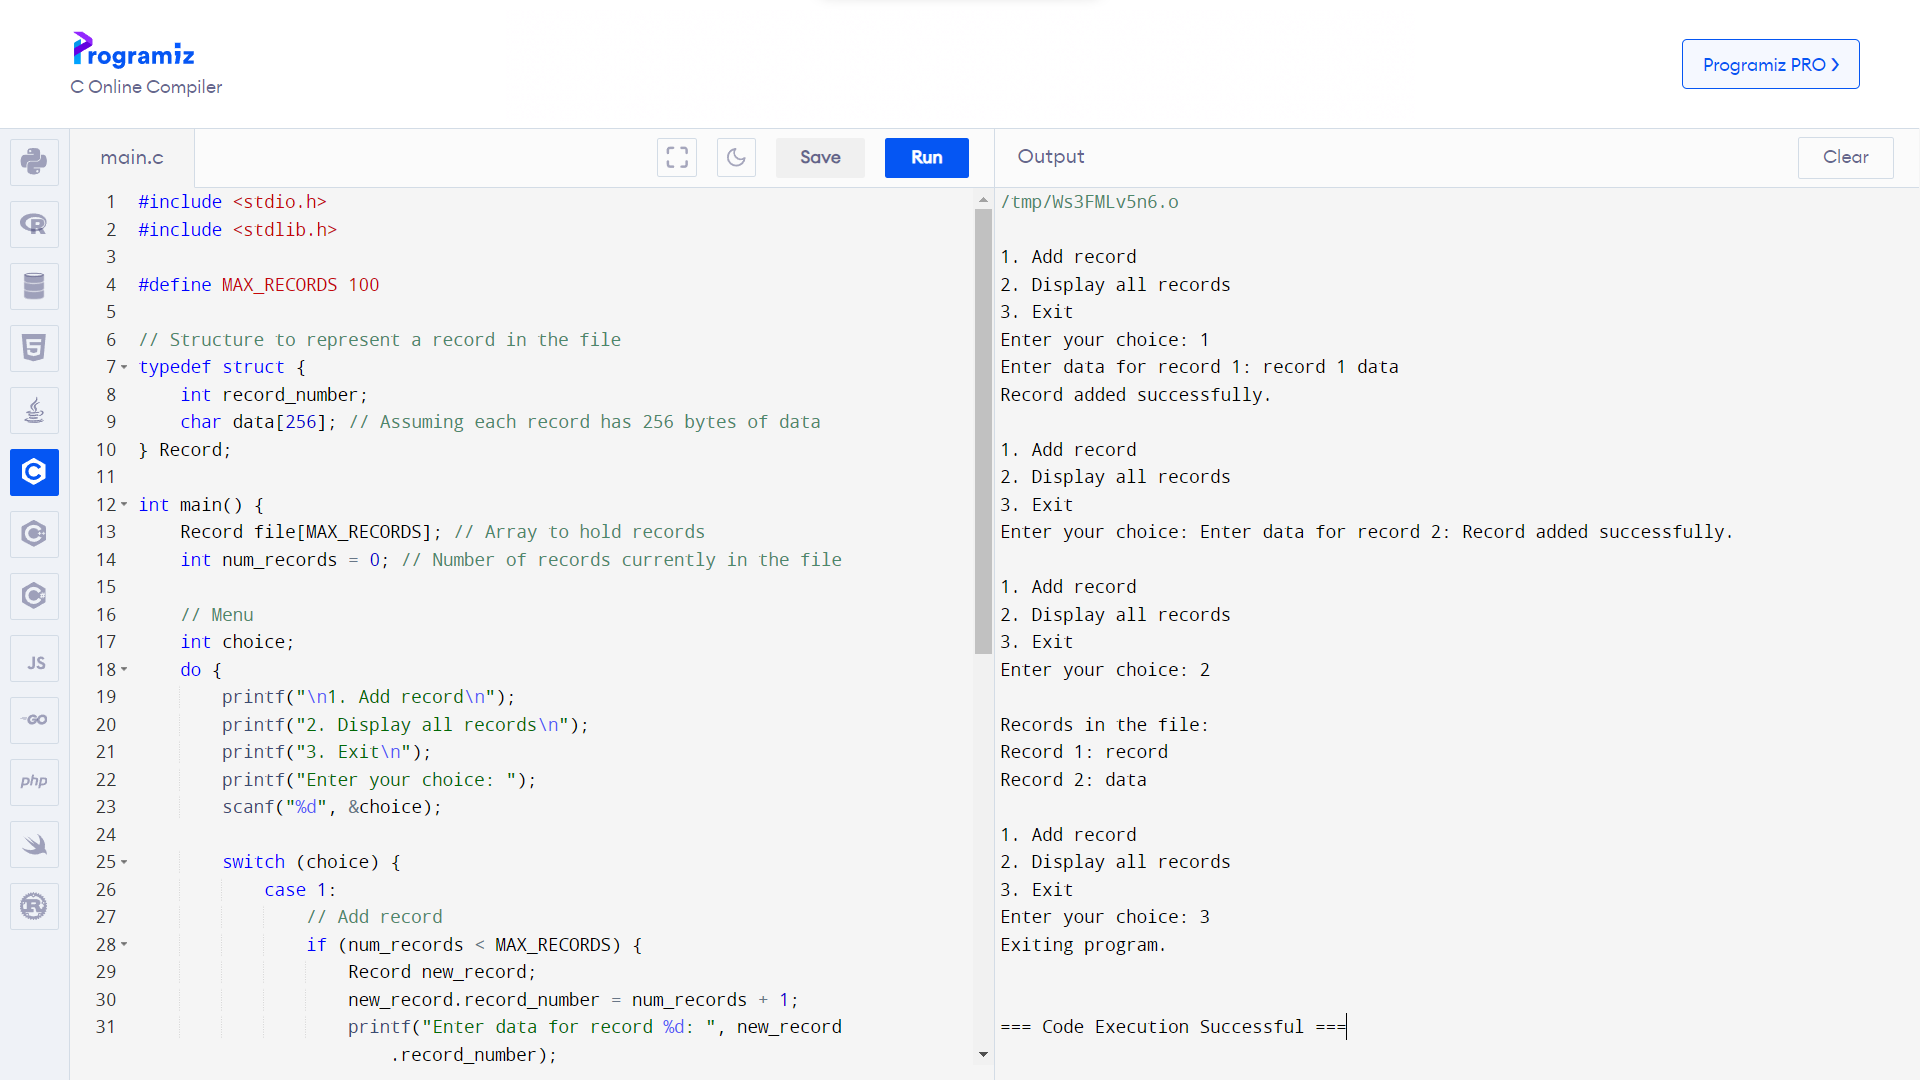 Programiz
C Online Compiler
Programiz PRO
main.c
Save
Run
Output
Clear
1 #include <stdio.h>
2 #include <stdlib.h>
3
4 #define MAX_RECORDS 100
5
6 // Structure to represent a record in the file
7 typedef struct {
8     int record_number;
9     char data[256]; // Assuming each record has 256 bytes of data
10 } Record;
11
12 int main() {
13     Record file[MAX_RECORDS]; // Array to hold records
14     int num_records = 0; // Number of records currently in the file
15
16     // Menu
17     int choice;
18     do {
19         printf("\n1. Add record\n");
20         printf("2. Display all records\n");
21         printf("3. Exit\n");
22         printf("Enter your choice: ");
23         scanf("%d", &choice);
24
25         switch (choice) {
26             case 1:
27                 // Add record
28                 if (num_records < MAX_RECORDS) {
29                     Record new_record;
30                     new_record.record_number = num_records + 1;
31                     printf("Enter data for record %d: ", new_record
.record_number);
/tmp/Ws3FMLv5n6.o
1. Add record
2. Display all records
3. Exit
Enter your choice: 1
Enter data for record 1: record 1 data
Record added successfully.
1. Add record
2. Display all records
3. Exit
Enter your choice: Enter data for record 2: Record added successfully.
1. Add record
2. Display all records
3. Exit
Enter your choice: 2
Records in the file:
Record 1: record
Record 2: data
1. Add record
2. Display all records
3. Exit
Enter your choice: 3
Exiting program.
=== Code Execution Successful ===
R
5
C
C
C
JS
GO
php
R